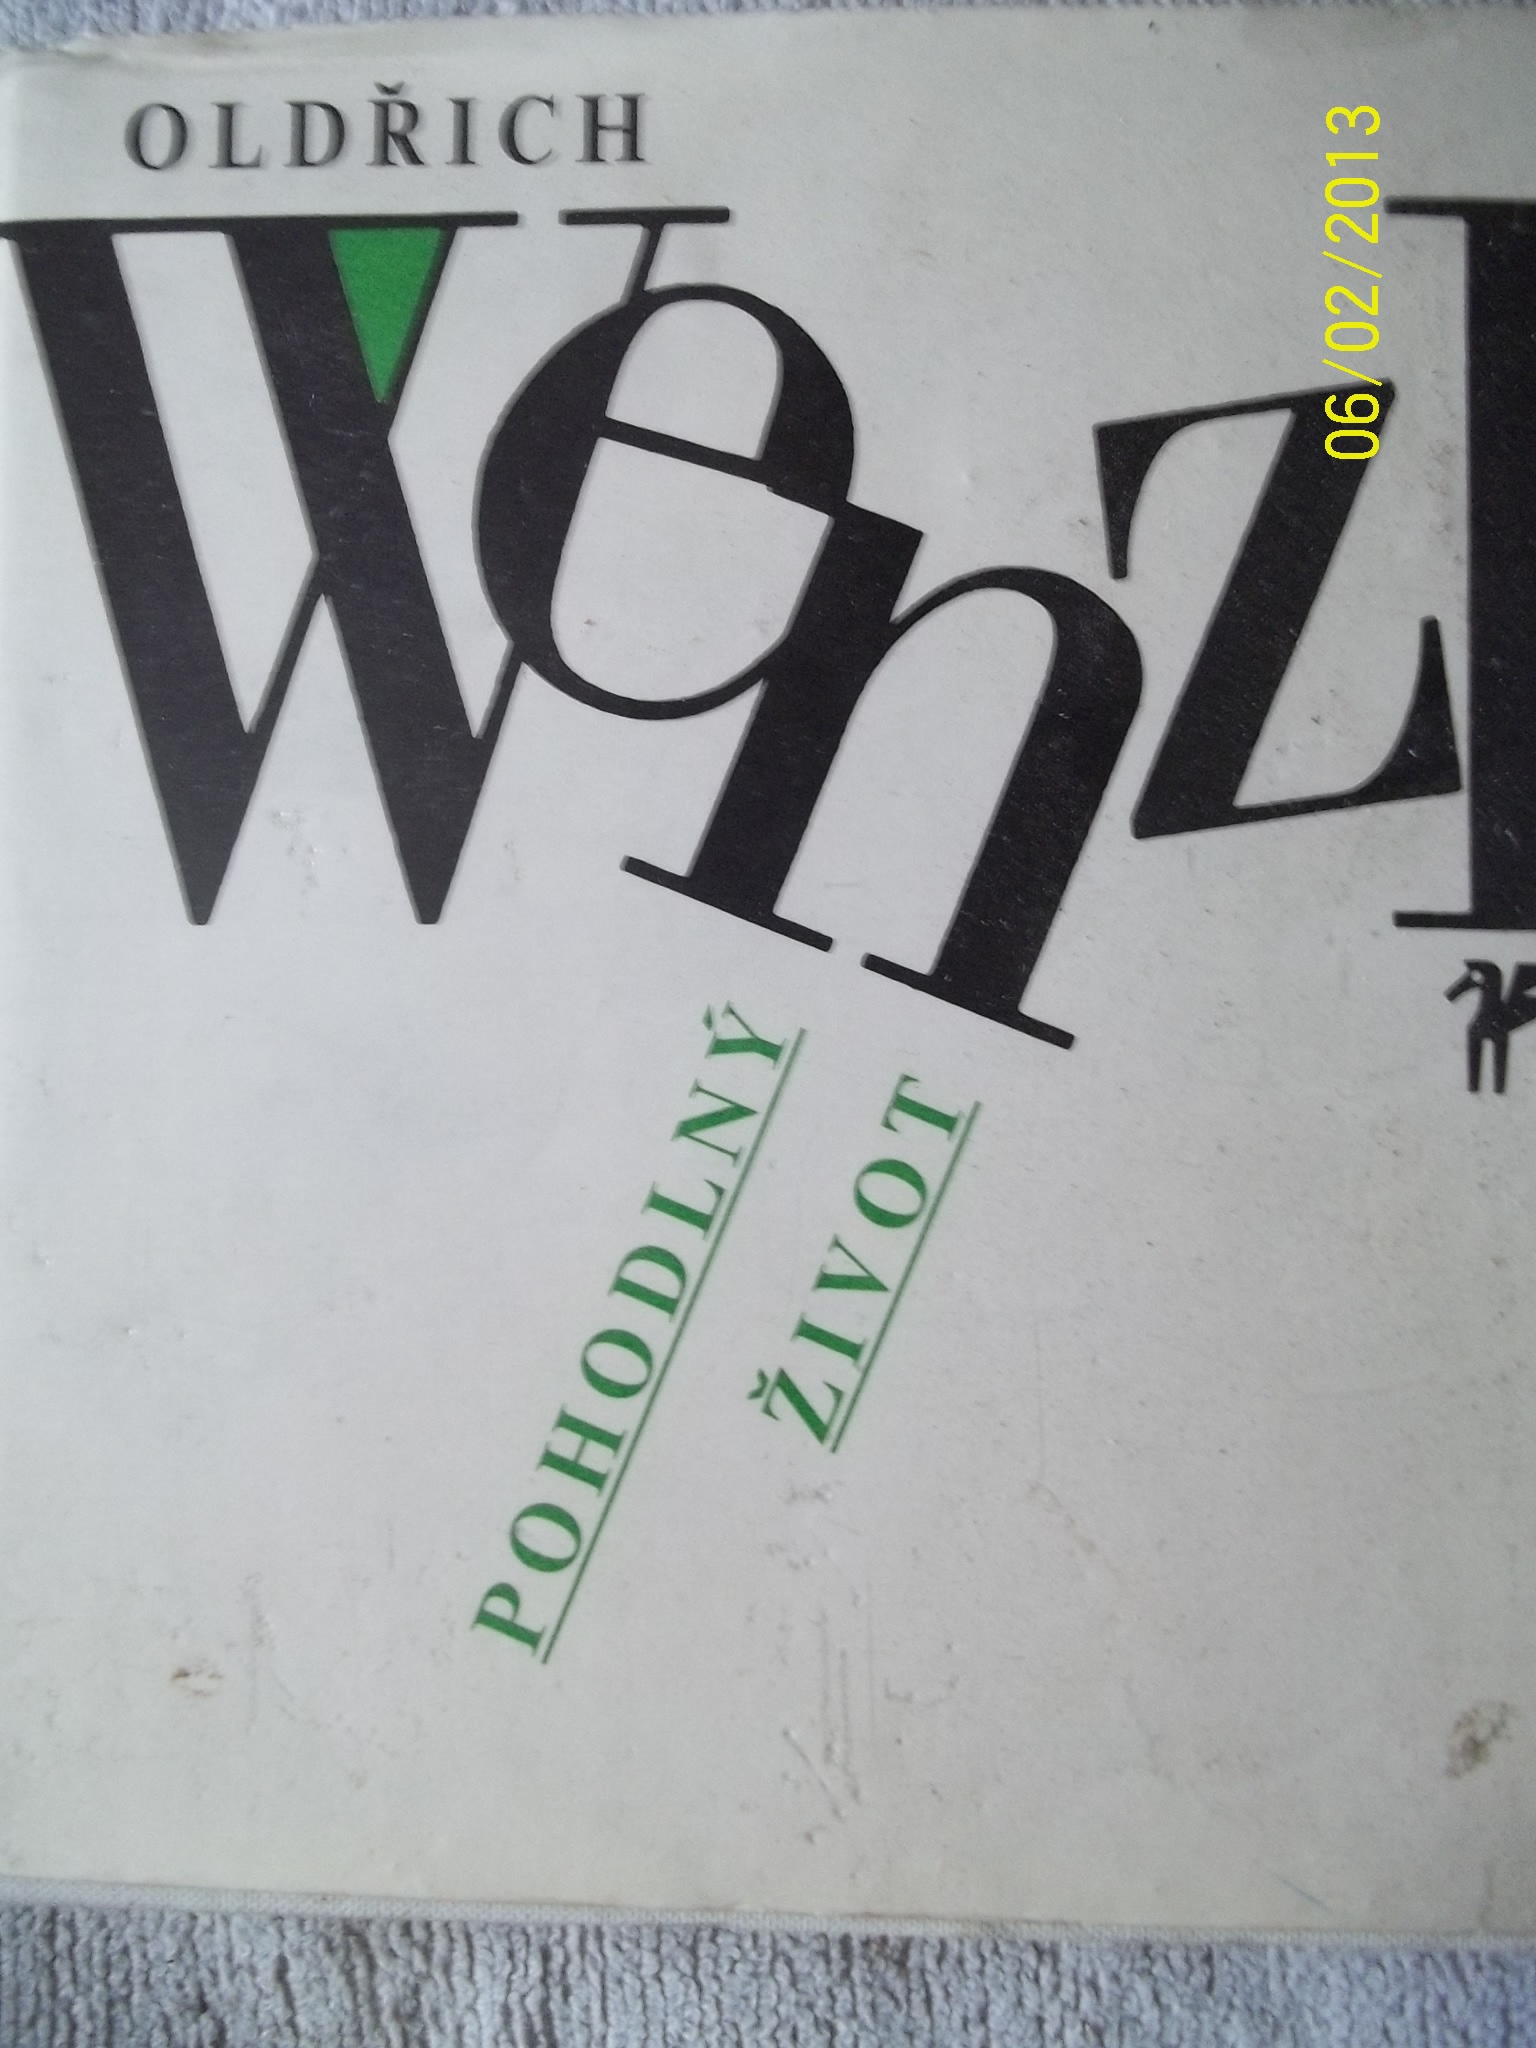 OLDŘICH
Wenzl
POHODLNÝ
ŽIVOT
06/02/2013